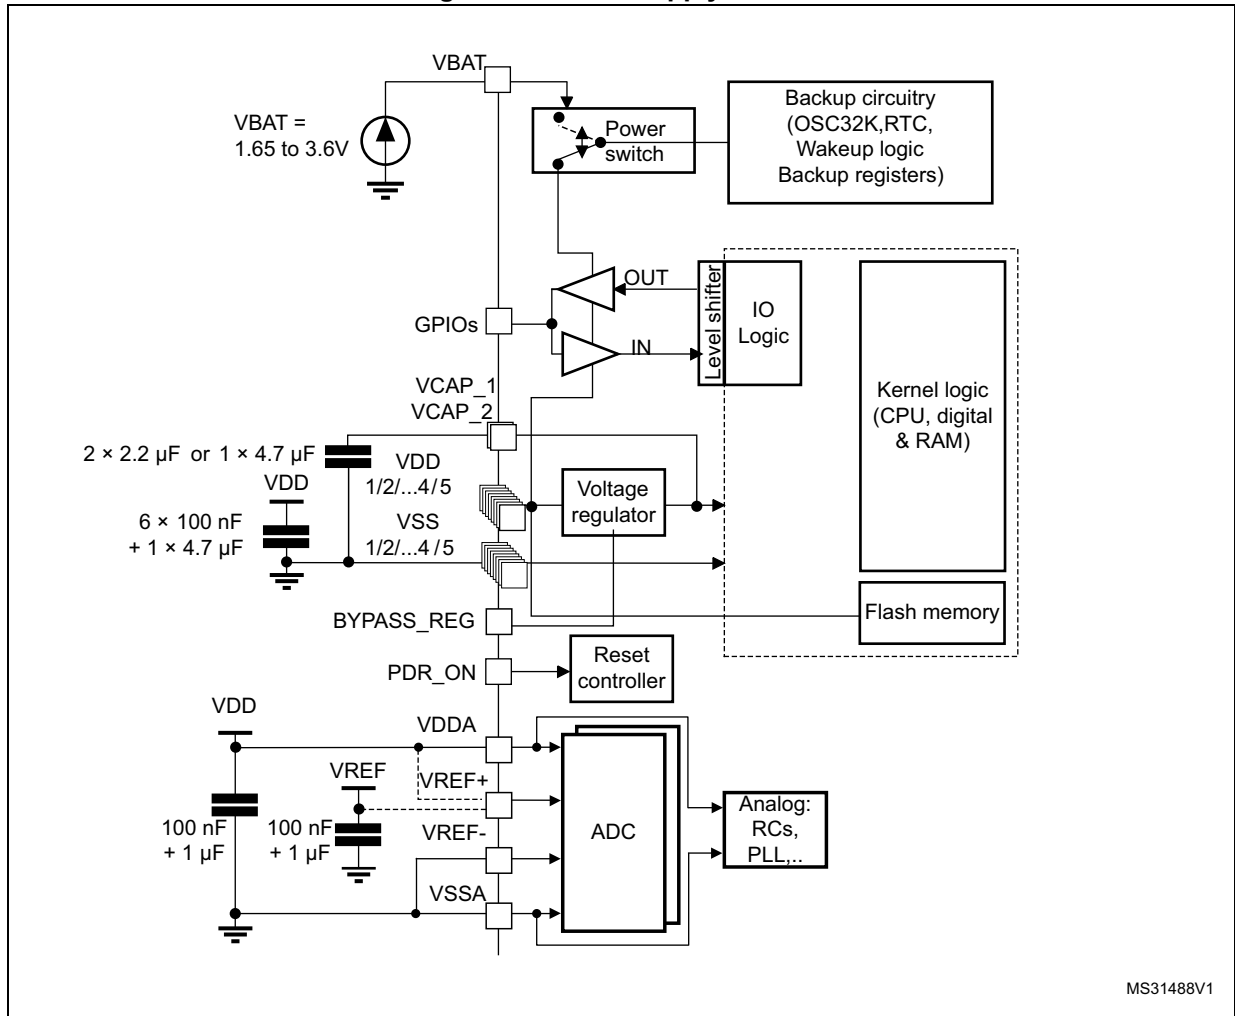 VBAT
VBAT =
1.65 to 3.6V
Power
switch
Backup circuitry
(OSC32K,RTC,
Wakeup logic
Backup registers)
OUT
GPIOs
IN
Level shifter
IO
Logic
Kernel logic
(CPU, digital
& RAM)
VCAP_1
VCAP_2
2 × 2.2 µF or 1 × 4.7 µF
VDD
1/2/...4/5
VDD
6 × 100 nF
+ 1 × 4.7 µF
VSS
1/2/...4/5
Voltage
regulator
Flash memory
BYPASS_REG
PDR_ON
Reset
controller
VDD
VDDA
VREF
VREF+
100 nF
+ 1 µF
100 nF
+ 1 µF
VREF-
VSSA
ADC
Analog:
RCs,
PLL,..
MS31488V1